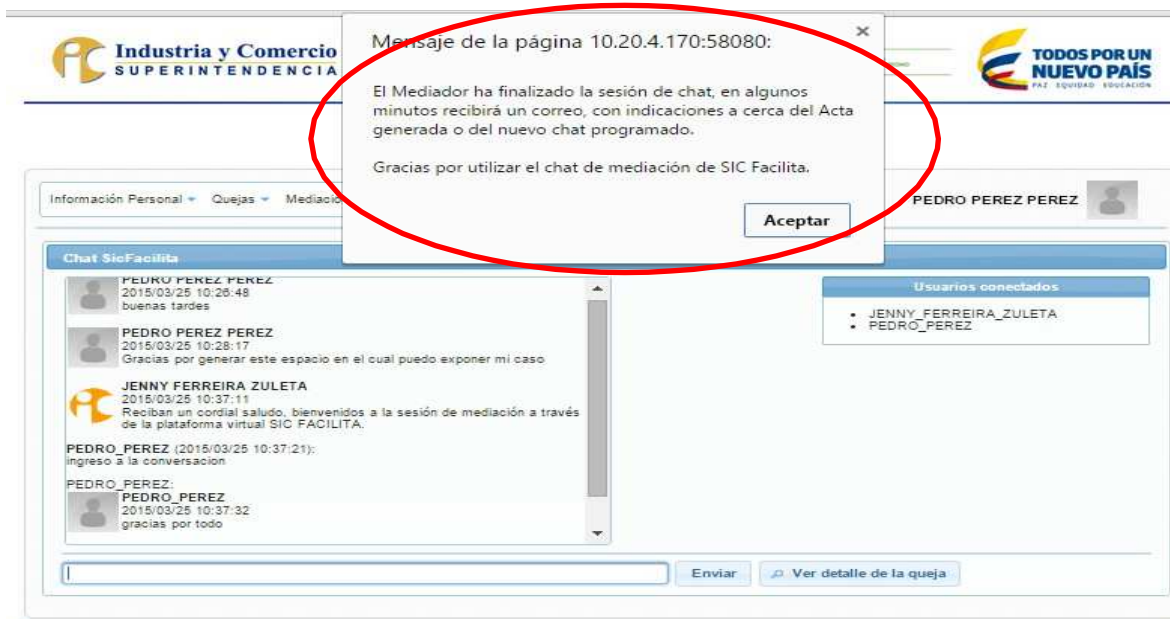 Industria y Comercio
SUPERINTENDENCIA
Mensaje de la página 10.20.4.170:58080:
×
El Mediador ha finalizado la sesión de chat, en algunos
minutos recibirá un correo, con indicaciones a cerca del Acta
generada o del nuevo chat programado.
Gracias por utilizar el chat de mediación de SIC Facilita.
Aceptar
TODOS POR UN
NUEVO PAÍS
PAZ EQUIDAD EDUCACIÓN
Información Personal Quejas Mediació
PEDRO PEREZ PEREZ
Chat SicFacilita
PEDRO PEREZ PEREZ
2015/03/25 10:26:48
buenas tardes
PEDRO PEREZ PEREZ
2015/03/25 10:28:17
Gracias por generar este espacio en el cual puedo exponer mi caso
JENNY FERREIRA ZULETA
2015/03/25 10:37:11
Reciban un cordial saludo, bienvenidos a la sesión de mediación a través
de la plataforma virtual SIC FACILITA.
PEDRO_PEREZ (2015/03/25 10:37:21):
ingreso a la conversacion
PEDRO_PEREZ:
PEDRO_PEREZ
2015/03/25 10:37:32
gracias por todo
Usuarios conectados
• JENNY_FERREIRA_ZULETA
• PEDRO_PEREZ
Enviar
Ver detalle de la queja